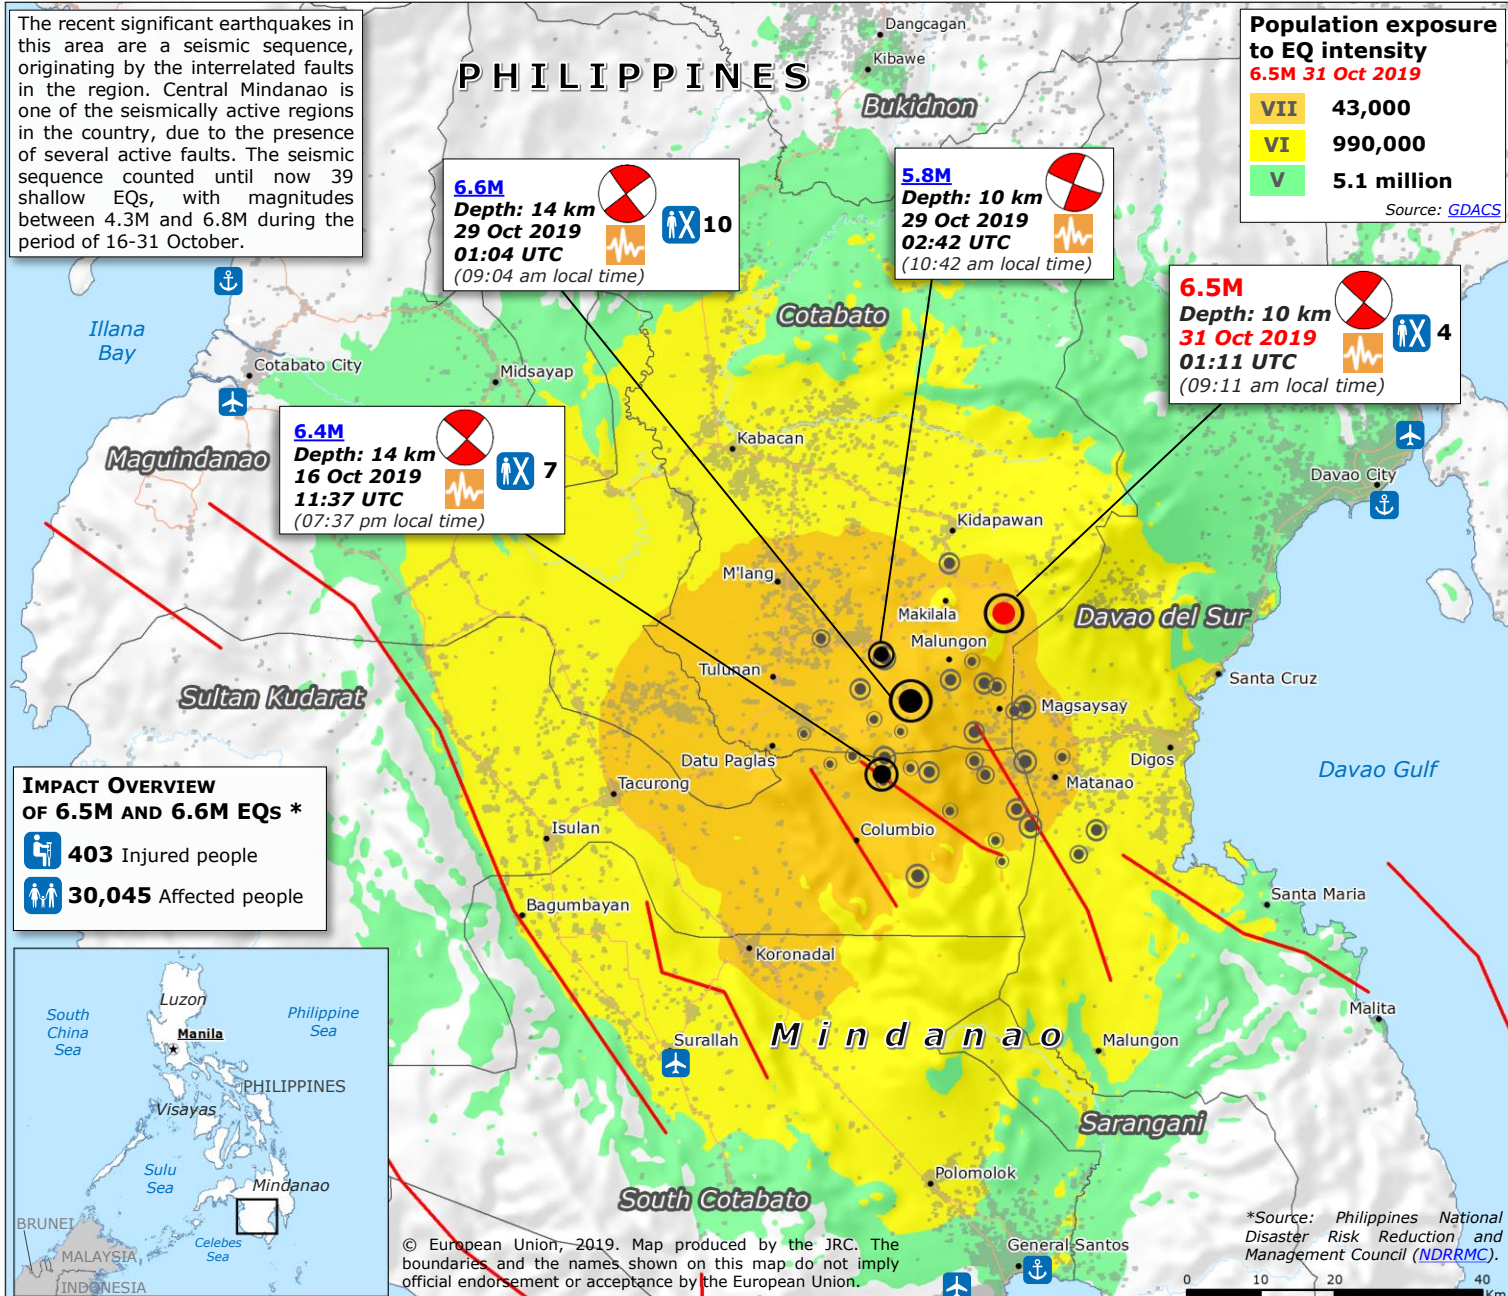 The recent significant earthquakes in
this area are a seismic sequence,
originating by the interrelated faults
in the region. Central Mindanao is
one of the seismically active regions
in the country, due to the presence
of several active faults. The seismic
sequence counted until now 39
shallow EQs, with magnitudes
between 4.3M and 6.8M during the
period of 16-31 October.
PHILIPPINES
Dangcagan
Kibawe
Bukidnon
Population exposure
to EQ intensity
6.5M 31 Oct 2019
VII 43,000
VI 990,000
V 5.1 million
Source: GDACS
6.6M
Depth: 14 km
29 Oct 2019
01:04 UTC
(09:04 am local time)
10
5.8M
Depth: 10 km
29 Oct 2019
02:42 UTC
(10:42 am local time)
6.5M
Depth: 10 km
31 Oct 2019
01:11 UTC
(09:11 am local time)
4
Illana
Bay
Cotabato
Cotabato City
Midsayap
6.4M
Depth: 14 km
16 Oct 2019
11:37 UTC
(07:37 pm local time)
7
Maguindanao
Kabacan
Davao City
Kidapawan
M'lang
Makilala
Malungon
Davao del Sur
Tulunan
Santa Cruz
Sultan Kudarat
Magsaysay
Datu Paglas
Digos
Davao Gulf
Tacurong
Matanao
IMPACT OVERVIEW
OF 6.5M AND 6.6M EQS *
403 Injured people
30,045 Affected people
Isulan
Columbio
Bagumbayan
Santa Maria
Koronadal
Malita
Surallah
Mindanao
Malungon
Sarangani
Polomolok
South Cotabato
General Santos
Luzon
South
China
Sea
Philippine
Sea
Manila
PHILIPPINES
Visayas
Sulu
Sea
Mindanao
BRUNEI
Celebes
Sea
MALAYSIA
INDONESIA
© European Union, 2019. Map produced by the JRC. The
boundaries and the names shown on this map do not imply
official endorsement or acceptance by the European Union.
*Source: Philippines National
Disaster Risk Reduction and
Management Council (NDRRMC).
0 10 20 40
Km